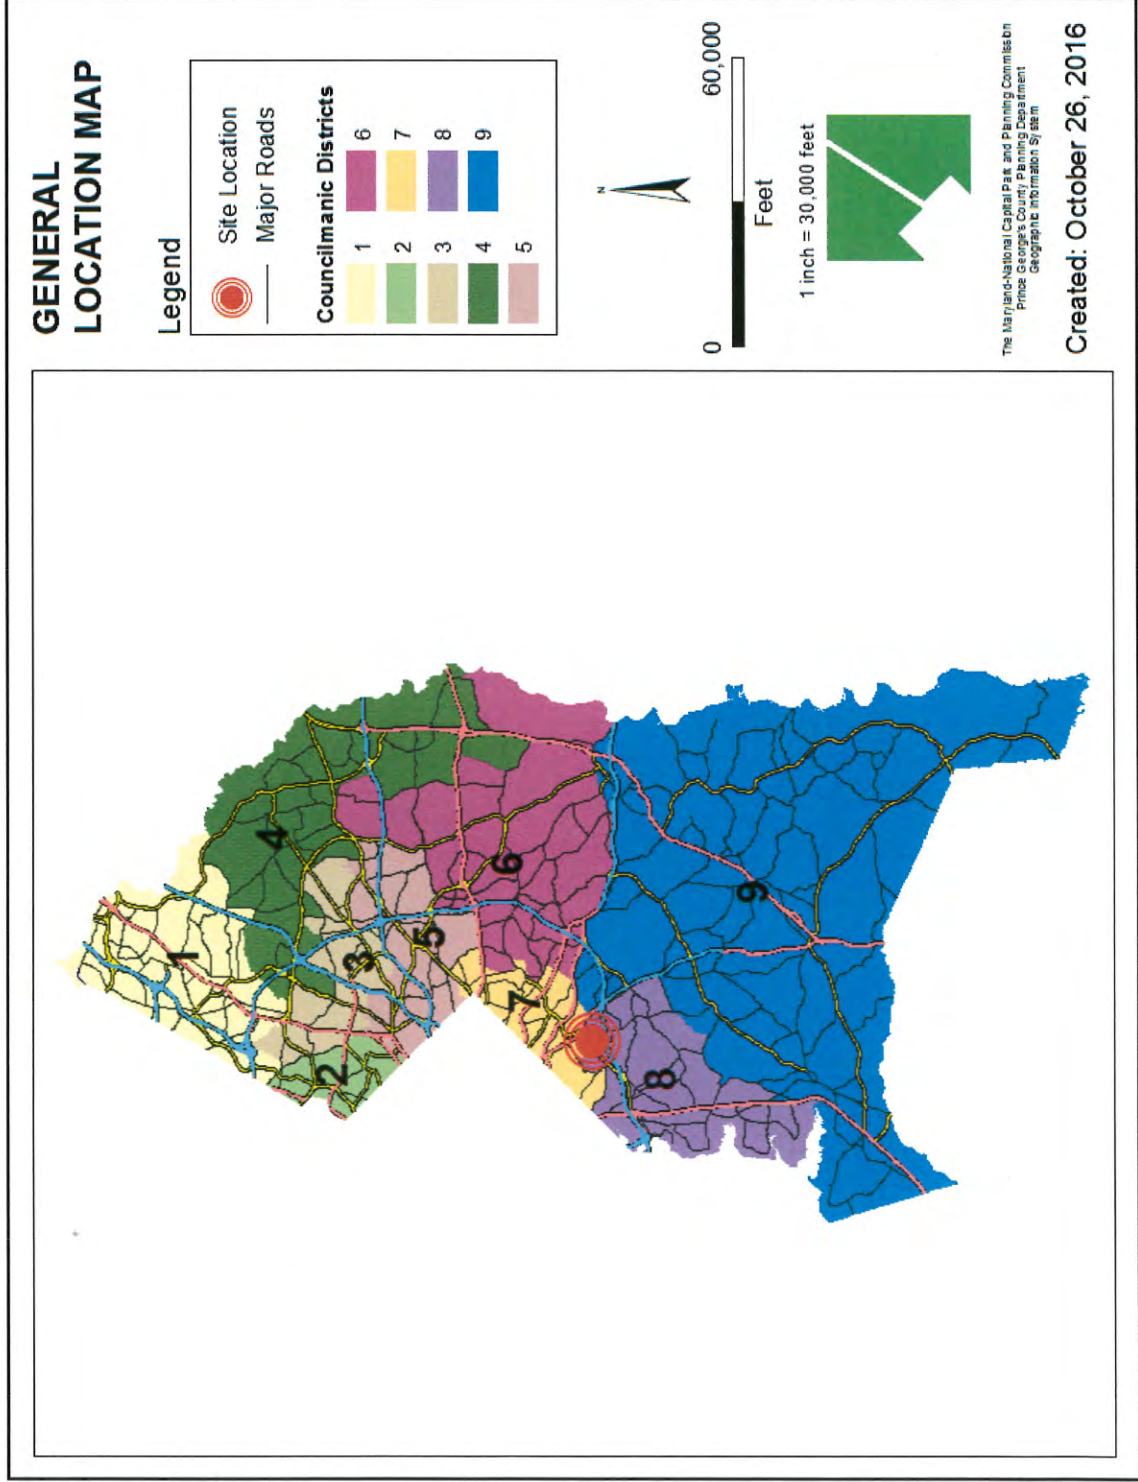 GENERAL
LOCATION MAP
Legend
Site Location
Major Roads
Councilmanic Districts
1
2
3
4
5
6
7
8
9
N
0
60,000
Feet
1 inch = 30,000 feet
The Maryland-National Capital Park and Planning Commission
Prince George's County Planning Department
Geographic Information System
Created: October 26, 2016
1
2
3
4
5
6
7
8
9